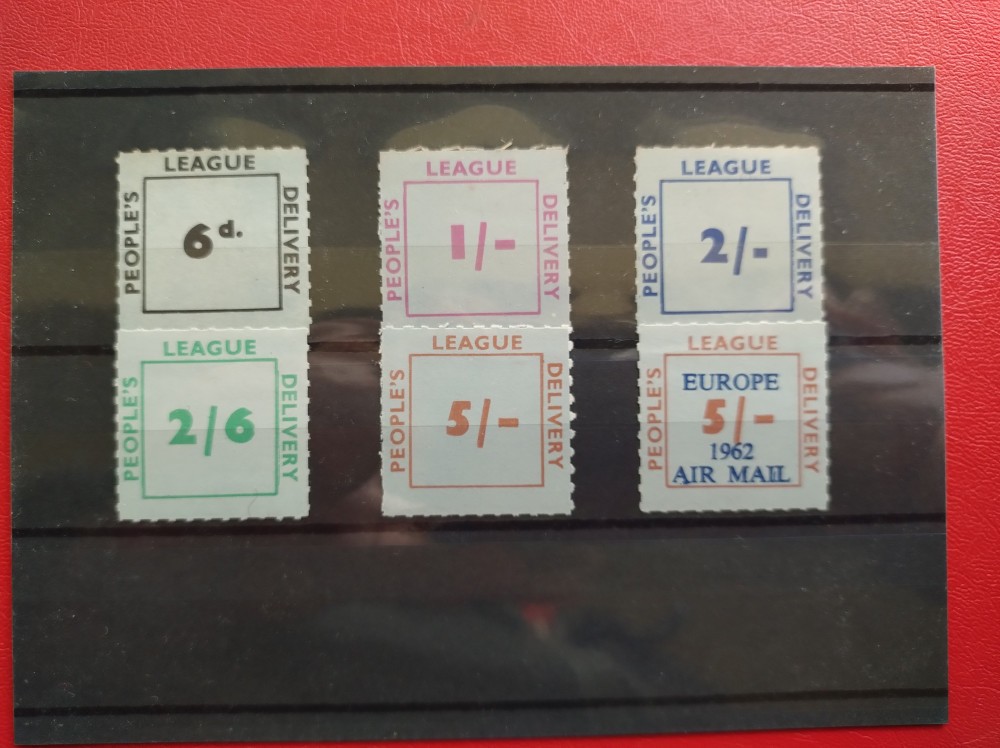 LEAGUE
PEOPLE'S
6d.
DELIVERY
LEAGUE
PEOPLE'S
1/-
DELIVERY
LEAGUE
PEOPLE'S
2/-
DELIVERY
LEAGUE
PEOPLE'S
2/6
DELIVERY
LEAGUE
PEOPLE'S
5/-
DELIVERY
LEAGUE
PEOPLE'S
EUROPE
5/-
1962
AIR MAIL
DELIVERY